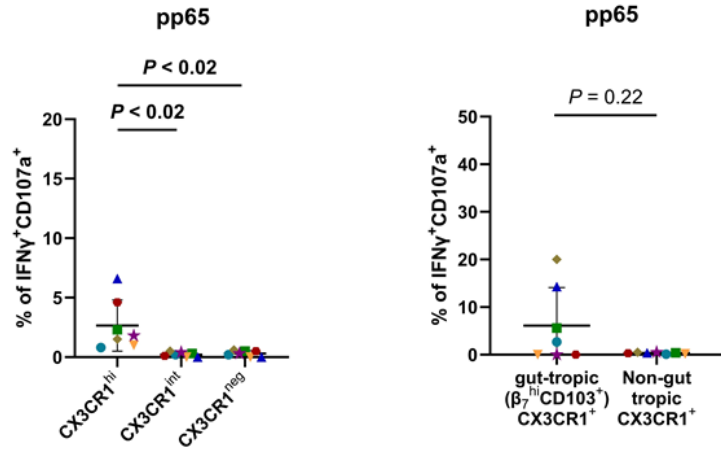 pp65
P < 0.02
P < 0.02
% of IFNγ⁺CD107a⁺
20
15
10
5
0
CX3CR1ʰⁱ
CX3CR1ⁱⁿᵗ
CX3CR1ⁿᵉᵍ
pp65
P = 0.22
% of IFNγ⁺CD107a⁺
50
40
30
20
10
0
gut-tropic
(β₇ʰⁱCD103⁺)
CX3CR1⁺
Non-gut
tropic
CX3CR1⁺